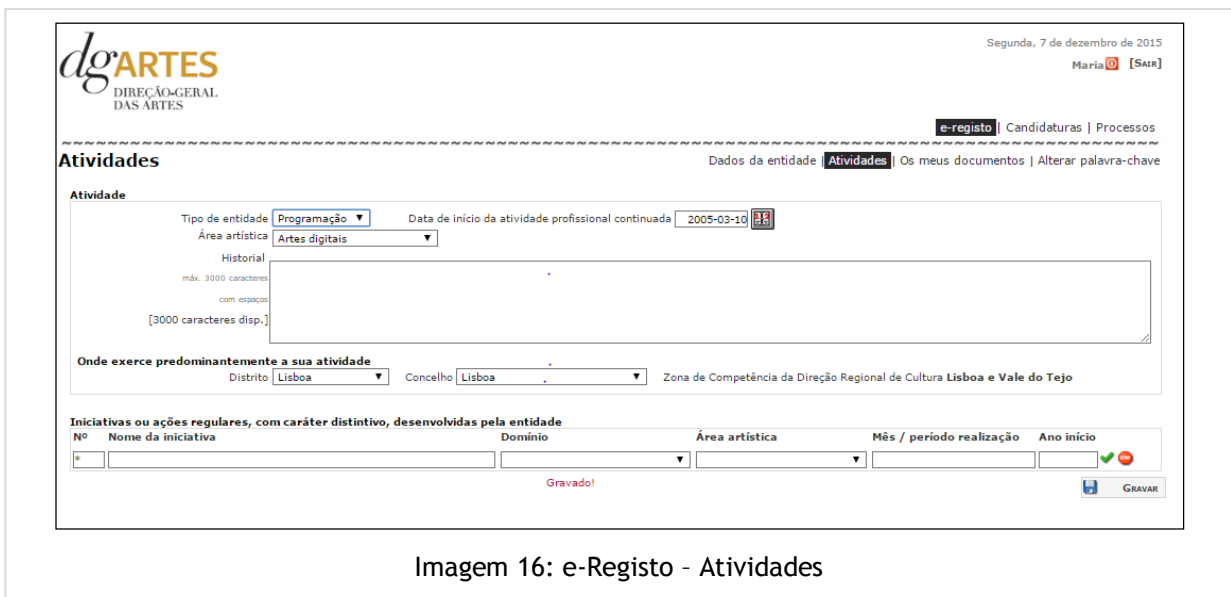 dgARTES
DIREÇÃO-GERAL
DAS ARTES
Segunda, 7 de dezembro de 2015
Maria [SAIR]
e-registo | Candidaturas | Processos
~~~~~~~~~~~~~~~~~~~~~~~~~~~~~~~~~~~~~~~~~~~~~~~~~~~~~~~~~~~~~~~~~~~~~~~~~~~~~~~~
Atividades
Dados da entidade | Atividades | Os meus documentos | Alterar palavra-chave
Atividade
Tipo de entidade Programação ▼ Data de início da atividade profissional continuada 2005-03-10
Área artística Artes digitais ▼
Historial
máx. 3000 caracteres
com espaços
[3000 caracteres disp.]
Onde exerce predominantemente a sua atividade
Distrito Lisboa ▼ Concelho Lisboa ▼ Zona de Competência da Direção Regional de Cultura Lisboa e Vale do Tejo
Iniciativas ou ações regulares, com caráter distintivo, desenvolvidas pela entidade
Nº Nome da iniciativa Domínio Área artística Mês / período realização Ano início
* ▼ ▼
Gravado!
GRAVAR
Imagem 16: e-Registo – Atividades